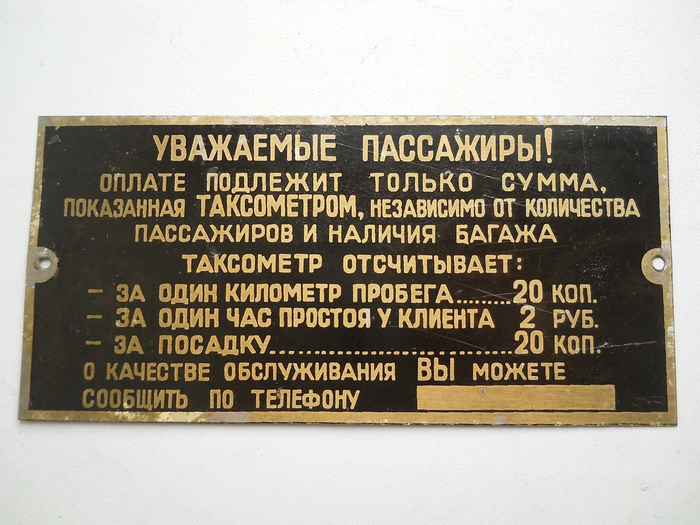 УВАЖАЕМЫЕ ПАССАЖИРЫ!
ОПЛАТЕ ПОДЛЕЖИТ ТОЛЬКО СУММА,
ПОКАЗАННАЯ ТАКСОМЕТРОМ, НЕЗАВИСИМО ОТ КОЛИЧЕСТВА
ПАССАЖИРОВ И НАЛИЧИЯ БАГАЖА
ТАКСОМЕТР ОТСЧИТЫВАЕТ:
– ЗА ОДИН КИЛОМЕТР ПРОБЕГА........20 КОП.
– ЗА ОДИН ЧАС ПРОСТОЯ У КЛИЕНТА 2 РУБ.
– ЗА ПОСАДКУ..............................20 КОП.
О КАЧЕСТВЕ ОБСЛУЖИВАНИЯ ВЫ МОЖЕТЕ
СООБЩИТЬ ПО ТЕЛЕФОНУ